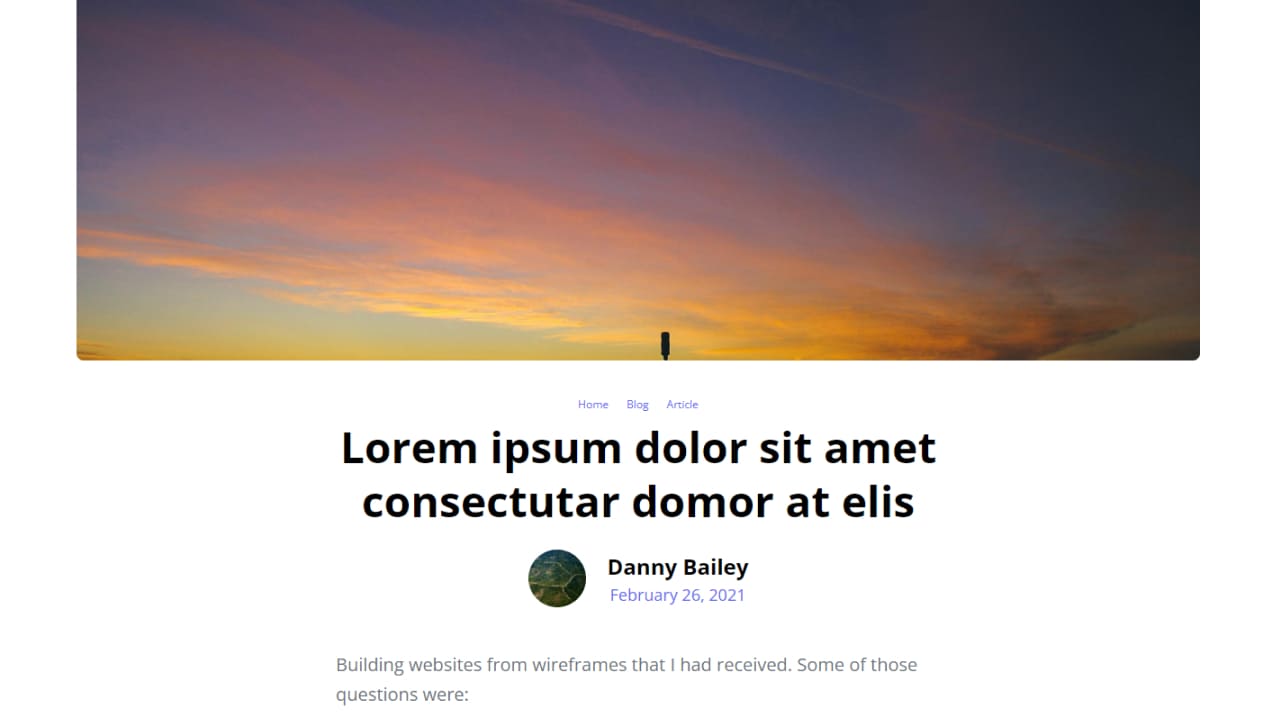 Home Blog Article
Lorem ipsum dolor sit amet
consectutar domor at elis
Danny Bailey
February 26, 2021
Building websites from wireframes that I had received. Some of those
questions were: